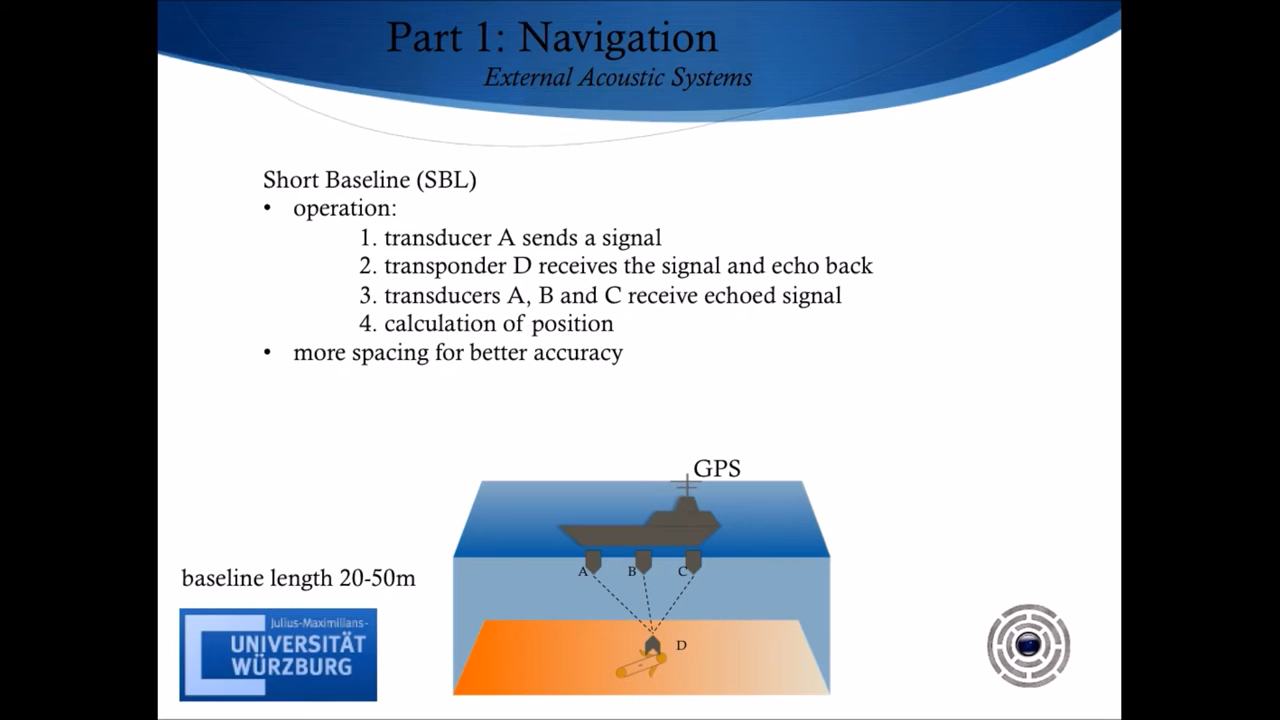 Part 1: Navigation
External Acoustic Systems
Short Baseline (SBL)
• operation:
1. transducer A sends a signal
2. transponder D receives the signal and echo back
3. transducers A, B and C receive echoed signal
4. calculation of position
• more spacing for better accuracy
GPS
A B C
baseline length 20-50m
D
Julius-Maximilians-
UNIVERSITÄT
WÜRZBURG